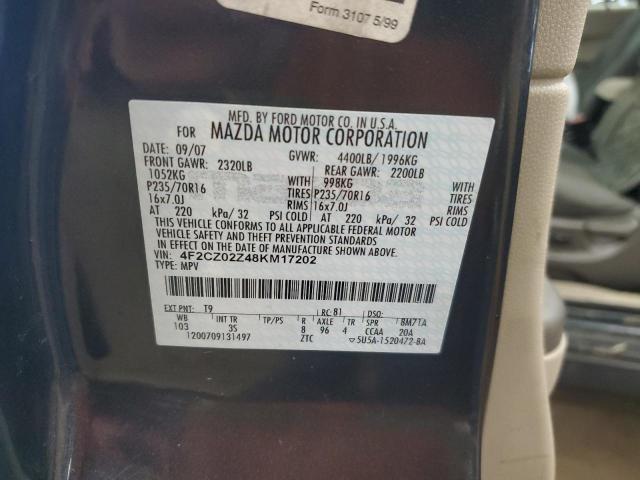 Form 3107 5/99
MFD. BY FORD MOTOR CO. IN U.S.A.
FOR MAZDA MOTOR CORPORATION
DATE: 09/07 GVWR: 4400LB/ 1996KG
FRONT GAWR: 2320LB REAR GAWR: 2200LB
1052KG WITH 998KG WITH
P235/70R16 TIRES P235/70R16 TIRES
16x7.0J RIMS 16x7.0J RIMS
AT 220 kPa/ 32 PSI COLD AT 220 kPa/ 32 PSI COLD
THIS VEHICLE CONFORMS TO ALL APPLICABLE FEDERAL MOTOR
VEHICLE SAFETY AND THEFT PREVENTION STANDARDS
IN EFFECT ON THE DATE OF MANUFACTURE SHOWN ABOVE.
VIN: 4F2CZ02Z48KM17202
TYPE: MPV
EXT PNT: T9 RC: 81 DSO:
WB INT TR TP/PS R AXLE TR SPR BM71A
103 3S 8 96 4 CCAA 20A
1200709131497 ZTC 5U5A-1520472-BA